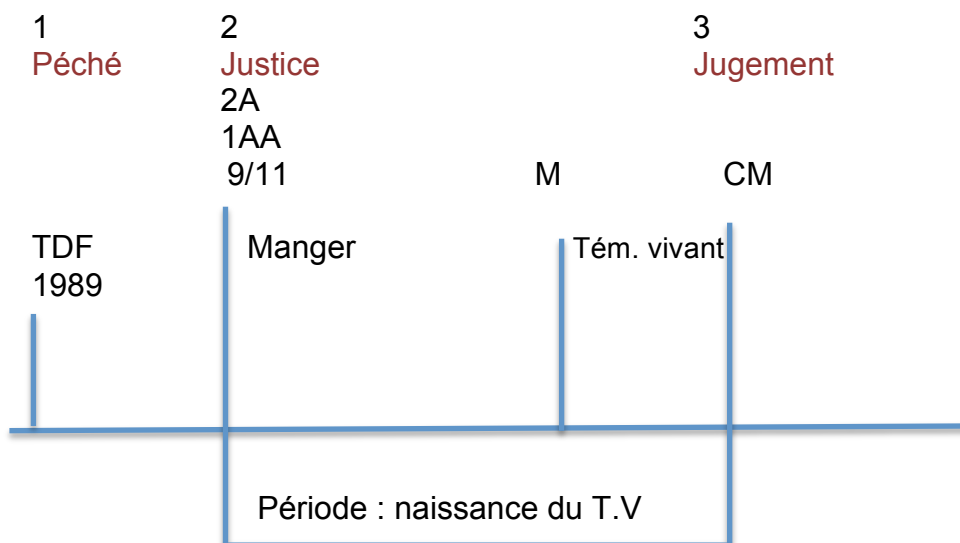 1 2 3
Péché Justice Jugement
2A
1AA
9/11 M CM
TDF Manger Tém. vivant
1989
Période : naissance du T.V